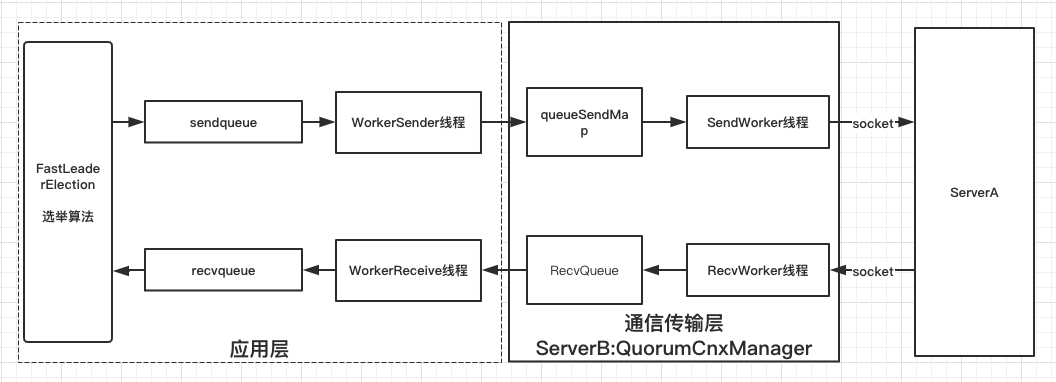 FastLeade
rElection
选举算法
sendqueue
WorkerSender线程
queueSendMa
p
SendWorker线程
socket
ServerA
recvqueue
WorkerReceive线程
RecvQueue
RecvWorker线程
socket
应用层
通信传输层
ServerB:QuorumCnxManager